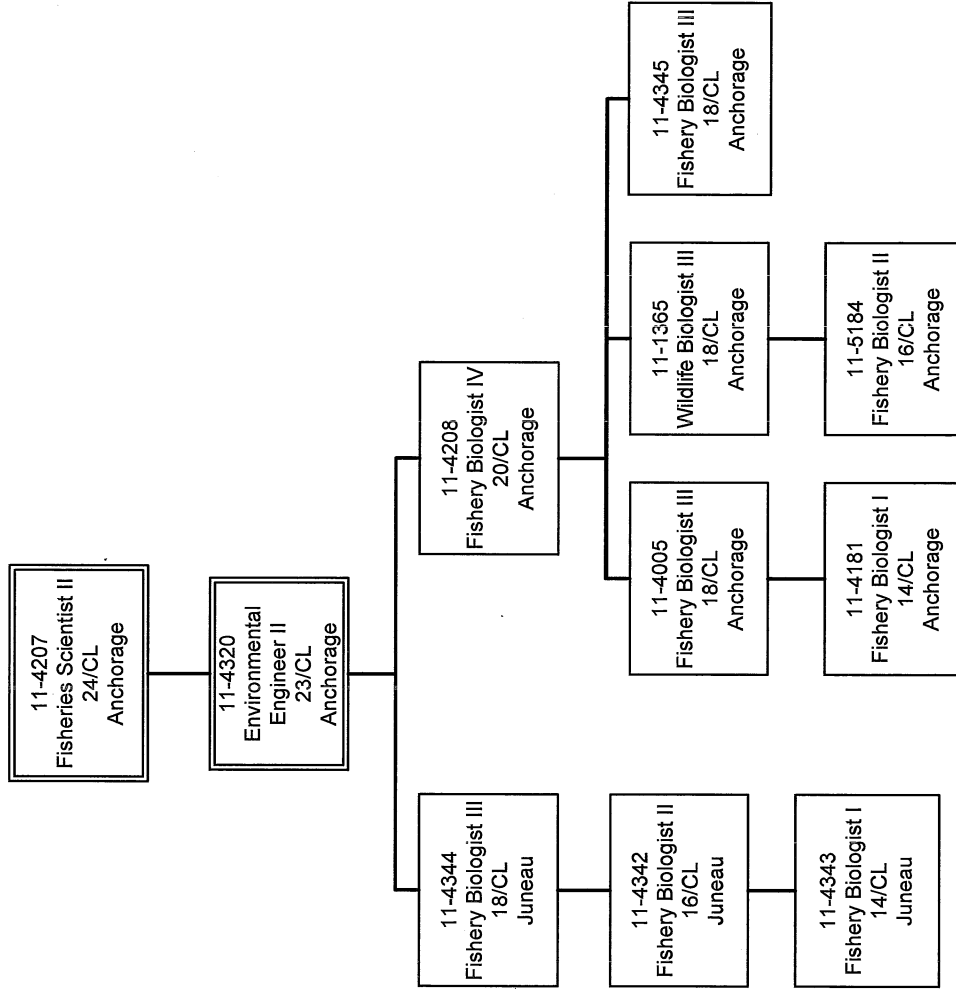 11-4207
Fisheries Scientist II
24/CL
Anchorage
11-4320
Environmental
Engineer II
23/CL
Anchorage
11-4344
Fishery Biologist III
18/CL
Juneau
11-4208
Fishery Biologist IV
20/CL
Anchorage
11-4342
Fishery Biologist II
16/CL
Juneau
11-4005
Fishery Biologist III
18/CL
Anchorage
11-1365
Wildlife Biologist III
18/CL
Anchorage
11-4345
Fishery Biologist III
18/CL
Anchorage
11-4343
Fishery Biologist I
14/CL
Juneau
11-4181
Fishery Biologist I
14/CL
Anchorage
11-5184
Fishery Biologist II
16/CL
Anchorage